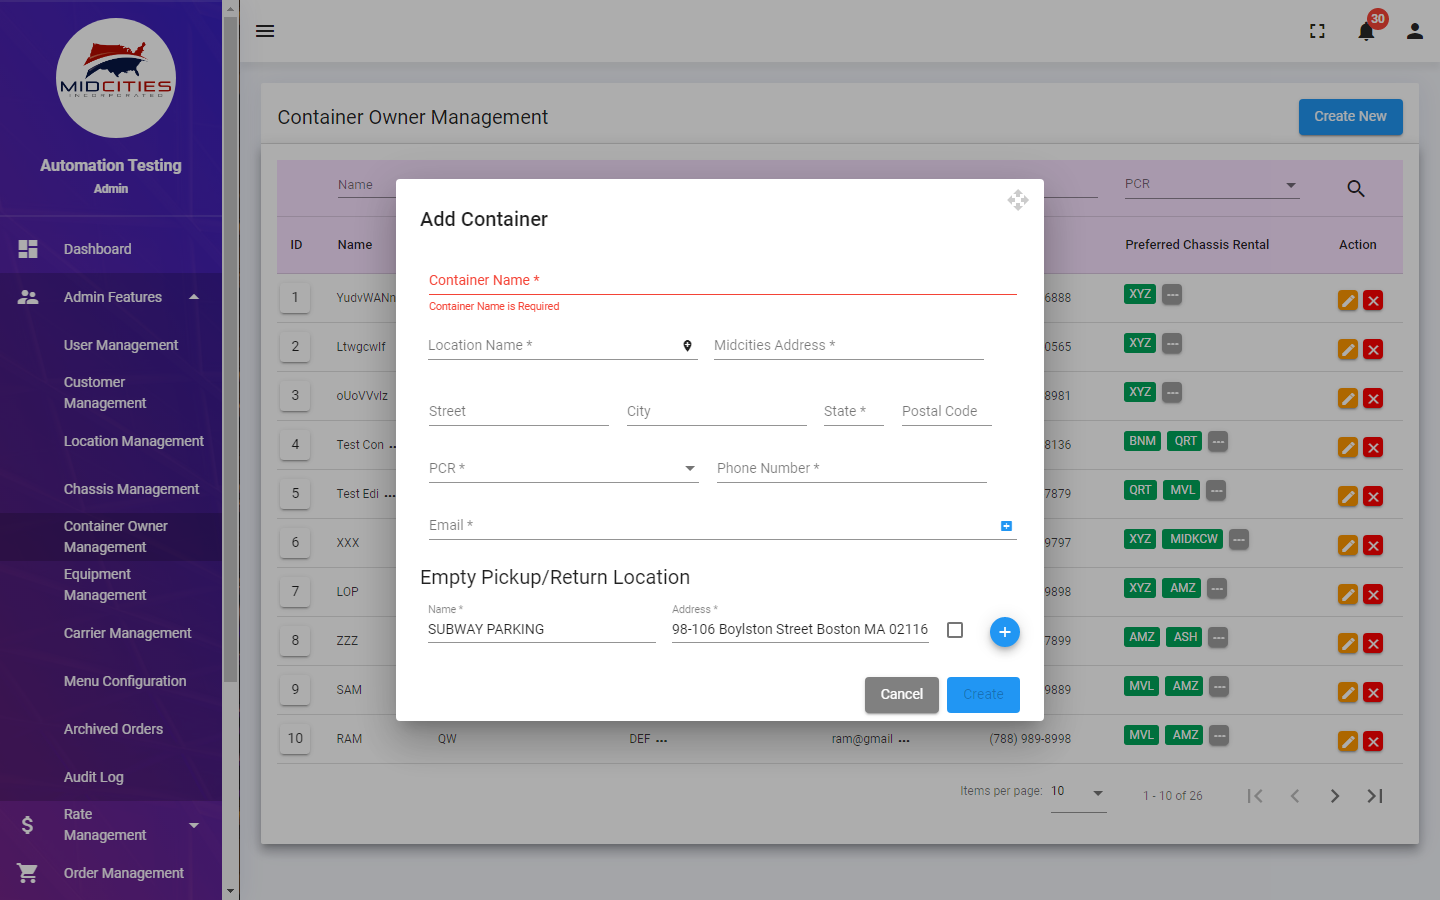 MIDCITIES
INCORPORATED
Automation Testing
Admin
Dashboard
Admin Features
User Management
Customer
Management
Location Management
Chassis Management
Container Owner
Management
Equipment
Management
Carrier Management
Menu Configuration
Archived Orders
Audit Log
Rate
Management
Order Management
30
Container Owner Management
Create New
Name
PCR
ID Name Preferred Chassis Rental Action
1 YudvWANn 6888 XYZ ---
2 Ltwgcwlf 0565 XYZ ---
3 oUoVVvlz 8981 XYZ ---
4 Test Con ... 8136 BNM QRT ---
5 Test Edi ... 7879 QRT MVL ---
6 XXX 9797 XYZ MIDKCW ---
7 LOP 9898 XYZ AMZ ---
8 ZZZ 7899 AMZ ASH ---
9 SAM 9889 MVL AMZ ---
10 RAM QW DEF ... ram@gmail ... (788) 989-8998 MVL AMZ ---
Items per page: 10 1 - 10 of 26
Add Container
Container Name *
Container Name is Required
Location Name * Midcities Address *
Street City State * Postal Code
PCR * Phone Number *
Email *
Empty Pickup/Return Location
Name * Address *
SUBWAY PARKING 98-106 Boylston Street Boston MA 02116
Cancel Create